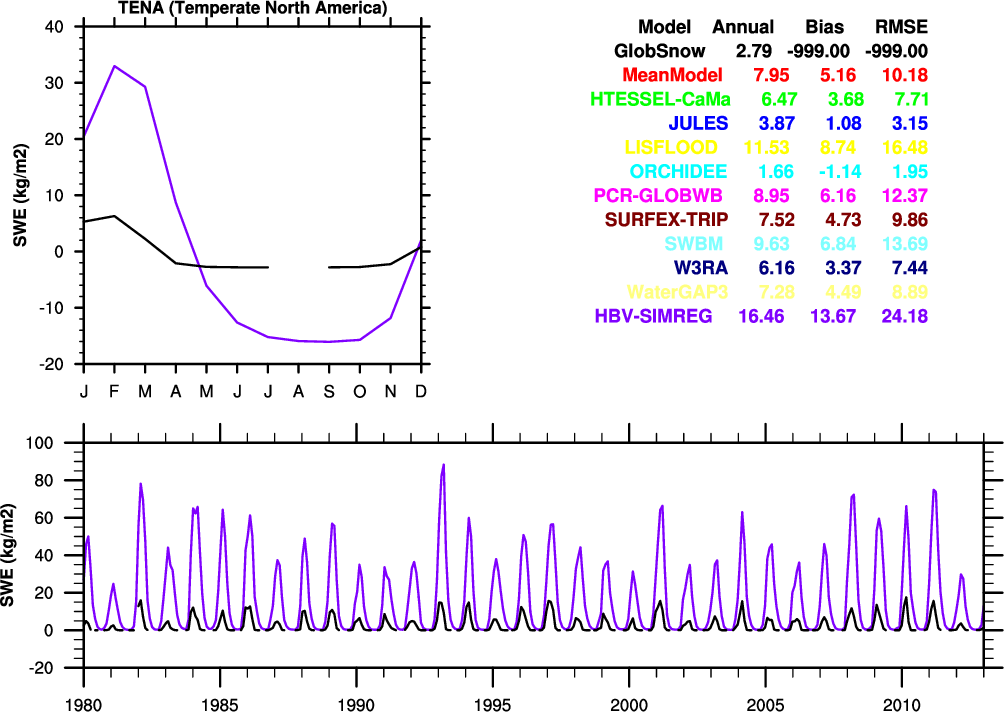 TENA (Temperate North America)
40
30
20
10
0
-10
-20
SWE (kg/m2)
J F M A M J J A S O N D
Model Annual Bias RMSE
GlobSnow 2.79 -999.00 -999.00
MeanModel 7.95 5.16 10.18
HTESSEL-CaMa 6.47 3.68 7.71
JULES 3.87 1.08 3.15
LISFLOOD 11.53 8.74 16.48
ORCHIDEE 1.66 -1.14 1.95
PCR-GLOBWB 8.95 6.16 12.37
SURFEX-TRIP 7.52 4.73 9.86
SWBM 9.63 6.84 13.69
W3RA 6.16 3.37 7.44
WaterGAP3 7.28 4.49 8.89
HBV-SIMREG 16.46 13.67 24.18
100
80
60
40
20
0
-20
SWE (kg/m2)
1980 1985 1990 1995 2000 2005 2010